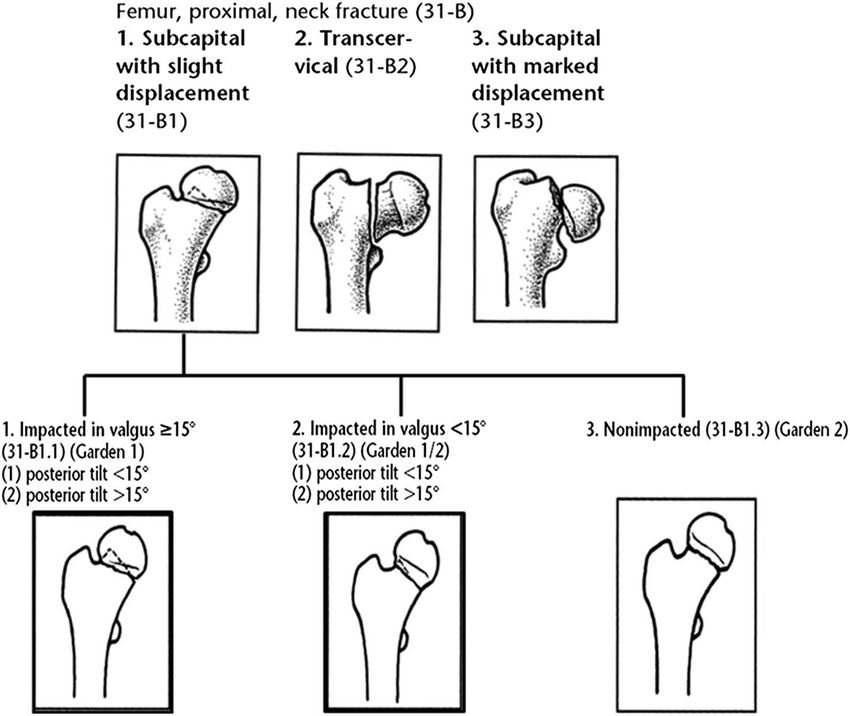 Femur, proximal, neck fracture (31-B)
1. Subcapital
with slight
displacement
(31-B1)
2. Transcer-
vical (31-B2)
3. Subcapital
with marked
displacement
(31-B3)
1. Impacted in valgus ≥15°
(31-B1.1) (Garden 1)
(1) posterior tilt <15°
(2) posterior tilt >15°
2. Impacted in valgus <15°
(31-B1.2) (Garden 1/2)
(1) posterior tilt <15°
(2) posterior tilt >15°
3. Nonimpacted (31-B1.3) (Garden 2)